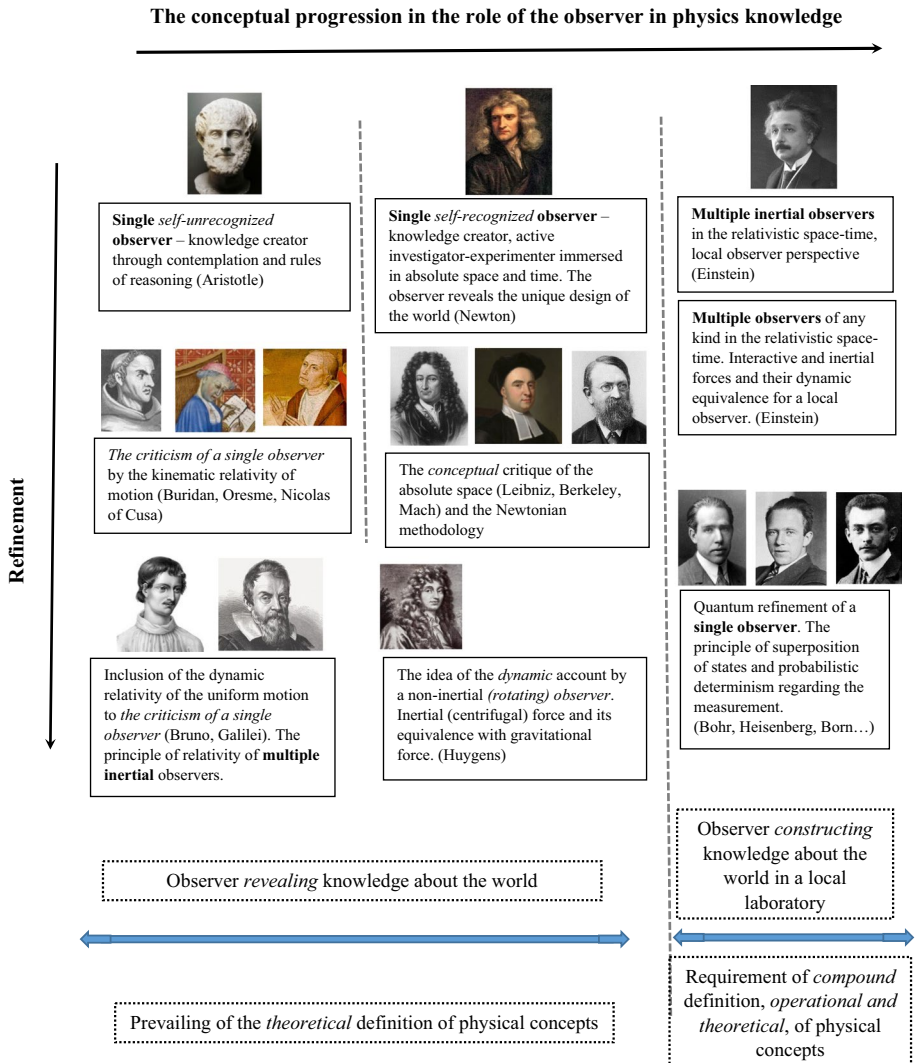 The conceptual progression in the role of the observer in physics knowledge
Refinement
Single self-unrecognized
observer – knowledge creator
through contemplation and rules
of reasoning (Aristotle)
The criticism of a single observer
by the kinematic relativity of
motion (Buridan, Oresme, Nicolas
of Cusa)
Inclusion of the dynamic
relativity of the uniform motion
to the criticism of a single
observer (Bruno, Galilei). The
principle of relativity of multiple
inertial observers.
Single self-recognized observer –
knowledge creator, active
investigator-experimenter immersed
in absolute space and time. The
observer reveals the unique design of
the world (Newton)
The conceptual critique of the
absolute space (Leibniz, Berkeley,
Mach) and the Newtonian
methodology
The idea of the dynamic account by
a non-inertial (rotating) observer.
Inertial (centrifugal) force and its
equivalence with gravitational
force. (Huygens)
Multiple inertial observers
in the relativistic space-time,
local observer perspective
(Einstein)
Multiple observers of any
kind in the relativistic space-
time. Interactive and inertial
forces and their dynamic
equivalence for a local
observer. (Einstein)
Quantum refinement of a
single observer. The
principle of superposition
of states and probabilistic
determinism regarding the
measurement.
(Bohr, Heisenberg, Born…)
Observer revealing knowledge about the world
Observer constructing
knowledge about the
world in a local
laboratory
Prevailing of the theoretical definition of physical concepts
Requirement of compound
definition, operational and
theoretical, of physical
concepts